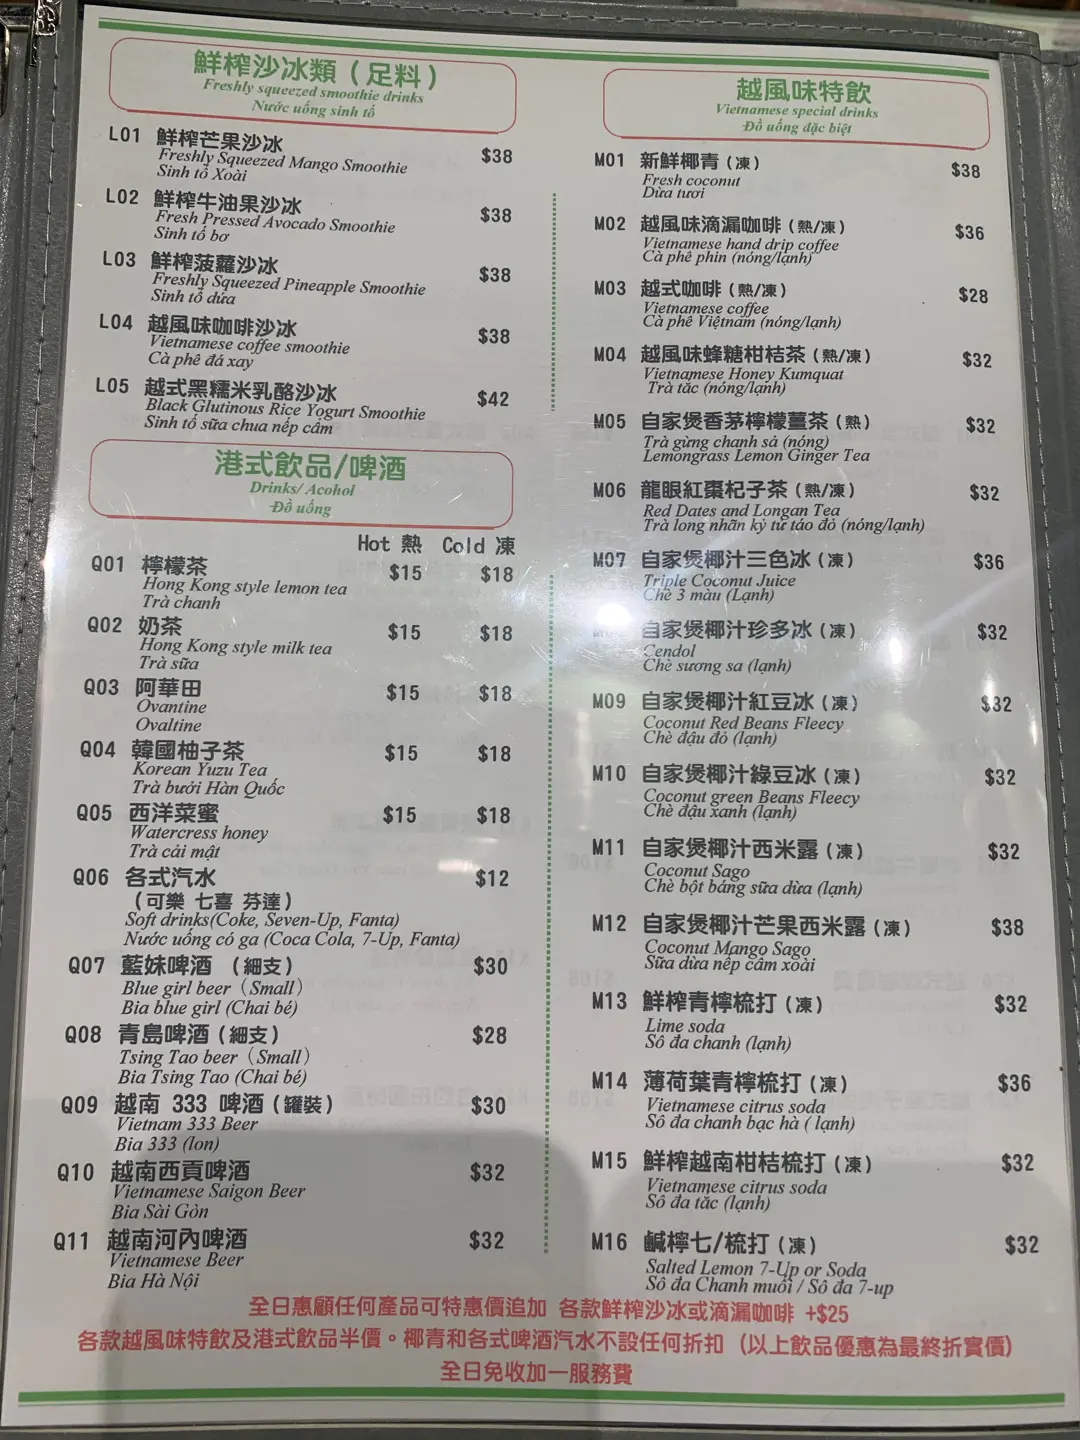 鮮榨沙冰類（足料）
Freshly squeezed smoothie drinks
Nước uống sinh tố
L01 鮮榨芒果沙冰 $38
Freshly Squeezed Mango Smoothie
Sinh tố Xoài
L02 鮮榨牛油果沙冰 $38
Fresh Pressed Avocado Smoothie
Sinh tố bơ
L03 鮮榨菠蘿沙冰 $38
Freshly Squeezed Pineapple Smoothie
Sinh tố dứa
L04 越風味咖啡沙冰 $38
Vietnamese coffee smoothie
Cà phê đá xay
L05 越式黑糯米乳酪沙冰 $42
Black Glutinous Rice Yogurt Smoothie
Sinh tố sữa chua nếp cẩm
港式飲品/啤酒
Drinks/ Acohol
Đồ uống
Hot 熱 Cold 凍
Q01 檸檬茶 $15 $18
Hong Kong style lemon tea
Trà chanh
Q02 奶茶 $15 $18
Hong Kong style milk tea
Trà sữa
Q03 阿華田 $15 $18
Ovantine
Ovaltine
Q04 韓國柚子茶 $15 $18
Korean Yuzu Tea
Trà bưởi Hàn Quốc
Q05 西洋菜蜜 $15 $18
Watercress honey
Trà cải mật
Q06 各式汽水 $12
（可樂 七喜 芬達）
Soft drinks(Coke, Seven-Up, Fanta)
Nước uống có ga (Coca Cola, 7-Up, Fanta)
Q07 藍妹啤酒 （細支） $30
Blue girl beer（Small）
Bia blue girl (Chai bé)
Q08 青島啤酒（細支） $28
Tsing Tao beer（Small）
Bia Tsing Tao (Chai bé)
Q09 越南 333 啤酒（罐裝） $30
Vietnam 333 Beer
Bia 333 (lon)
Q10 越南西貢啤酒 $32
Vietnamese Saigon Beer
Bia Sài Gòn
Q11 越南河內啤酒 $32
Vietnamese Beer
Bia Hà Nội
越風味特飲
Vietnamese special drinks
Đồ uống đặc biệt
M01 新鮮椰青（凍） $38
Fresh coconut
Dừa tươi
M02 越風味滴漏咖啡（熱/凍） $36
Vietnamese hand drip coffee
Cà phê phin (nóng/lạnh)
M03 越式咖啡（熱/凍） $28
Vietnamese coffee
Cà phê Việtnam (nóng/lạnh)
M04 越風味蜂糖柑桔茶（熱/凍） $32
Vietnamese Honey Kumquat
Trà tắc (nóng/lạnh)
M05 自家煲香茅檸檬薑茶（熱） $32
Trà gừng chanh sả (nóng)
Lemongrass Lemon Ginger Tea
M06 龍眼紅棗杞子茶（熱/凍） $32
Red Dates and Longan Tea
Trà long nhãn kỷ tử táo đỏ (nóng/lạnh)
M07 自家煲椰汁三色冰（凍） $36
Triple Coconut Juice
Chè 3 màu (Lạnh)
自家煲椰汁珍多冰（凍） $32
Cendol
Chè sương sa (lạnh)
M09 自家煲椰汁紅豆冰（凍） $32
Coconut Red Beans Fleecy
Chè đậu đỏ (lạnh)
M10 自家煲椰汁綠豆冰（凍） $32
Coconut green Beans Fleecy
Chè đậu xanh (lạnh)
M11 自家煲椰汁西米露（凍） $32
Coconut Sago
Chè bột báng sữa dừa (lạnh)
M12 自家煲椰汁芒果西米露（凍） $38
Coconut Mango Sago
Sữa dừa nếp cẩm xoài
M13 鮮榨青檸梳打（凍） $32
Lime soda
Sô đa chanh (lạnh)
M14 薄荷葉青檸梳打（凍） $36
Vietnamese citrus soda
Sô đa chanh bạc hà ( lạnh)
M15 鮮榨越南柑桔梳打（凍） $32
Vietnamese citrus soda
Sô đa tắc (lạnh)
M16 鹹檸七/梳打（凍） $32
Salted Lemon 7-Up or Soda
Sô đa Chanh muối / Sô đa 7-up
全日惠顧任何產品可特惠價追加 各款鮮榨沙冰或滴漏咖啡 +$25
各款越風味特飲及港式飲品半價。椰青和各式啤酒汽水不設任何折扣（以上飲品優惠為最終折實價）
全日免收加一服務費